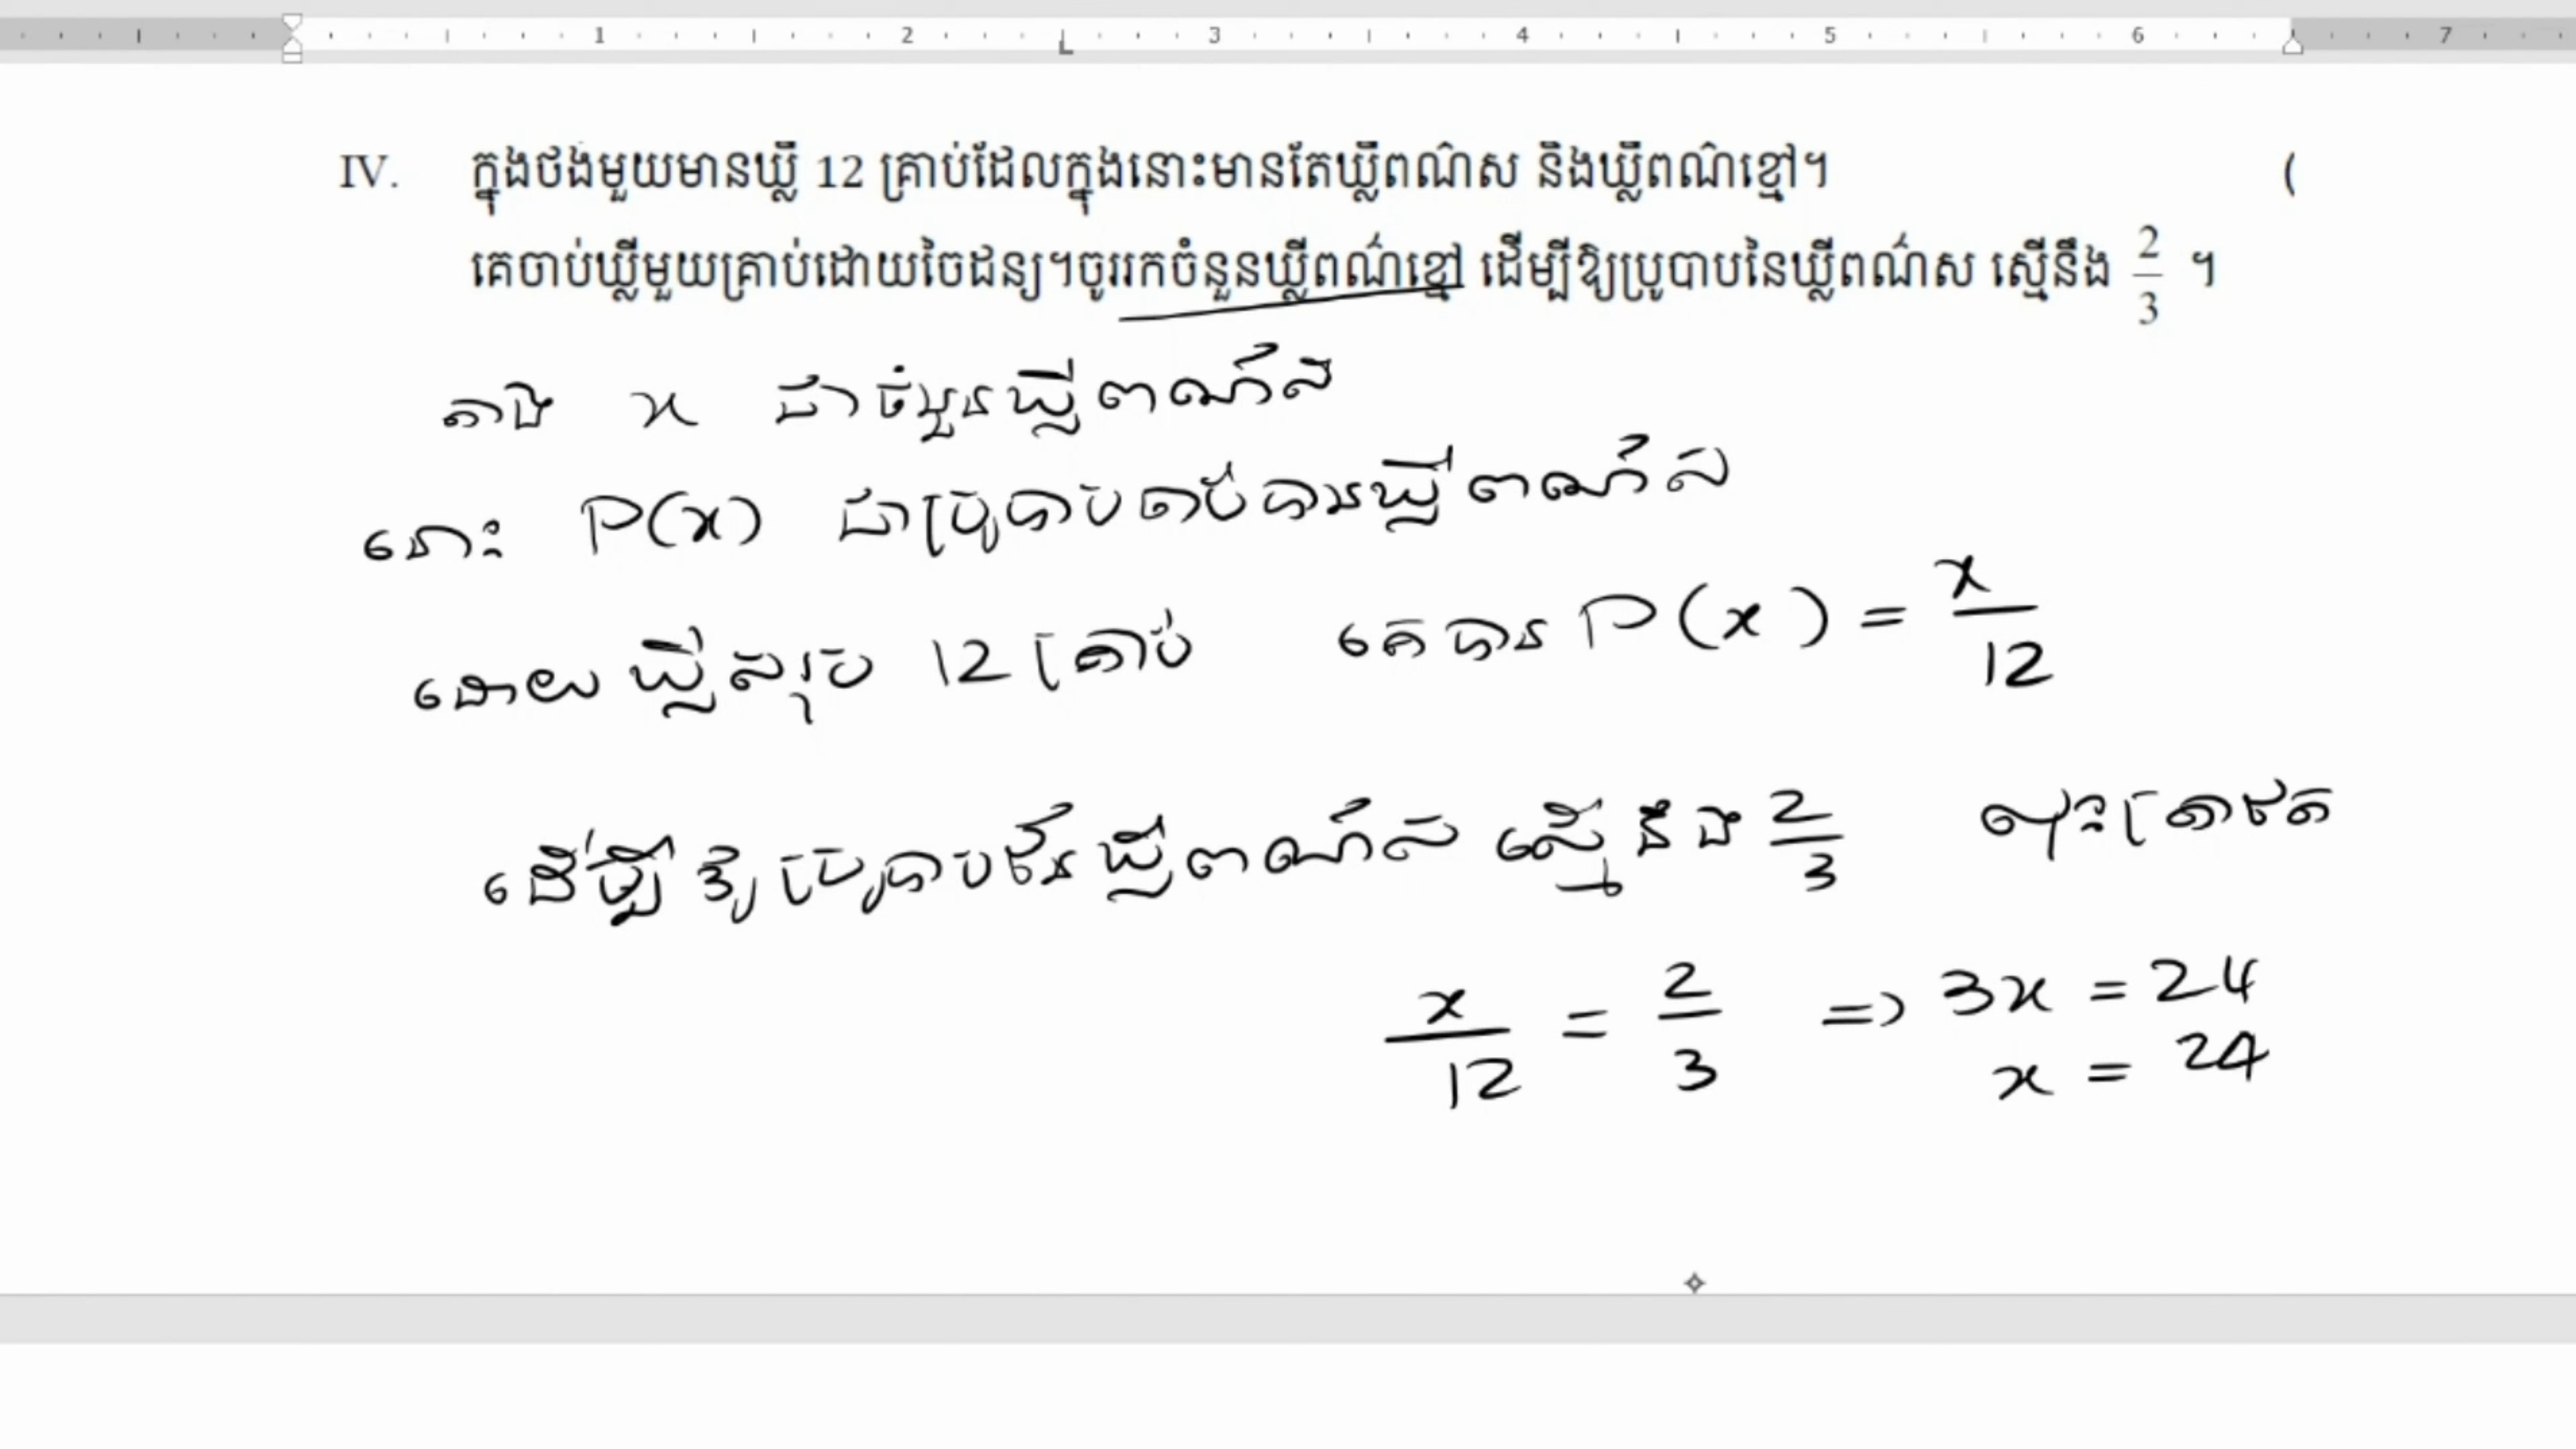 1 2 3 4 5 6 7
IV. ក្នុងថង់មួយមានឃ្លី 12 គ្រាប់ដែលក្នុងនោះមានតែឃ្លីពណ៌ស និងឃ្លីពណ៌ខ្មៅ។ (
គេចាប់ឃ្លីមួយគ្រាប់ដោយចៃដន្យ។ចូររកចំនួនឃ្លីពណ៌ខ្មៅ ដើម្បីឱ្យប្រូបាបនៃឃ្លីពណ៌ស ស្មើនឹង 2/3 ។
តាង x ជាចំនួនឃ្លីពណ៌ស
នោះ P(x) ជាប្រូបាបចាប់បានឃ្លីពណ៌ស
ដោយ ឃ្លីសរុប 12 គ្រាប់ គេបាន P(x) = x/12
ដើម្បីឱ្យប្រូបាបនៃឃ្លីពណ៌ស ស្មើនឹង 2/3 លុះត្រាតែ
x/12 = 2/3 => 3x = 24
x = 24